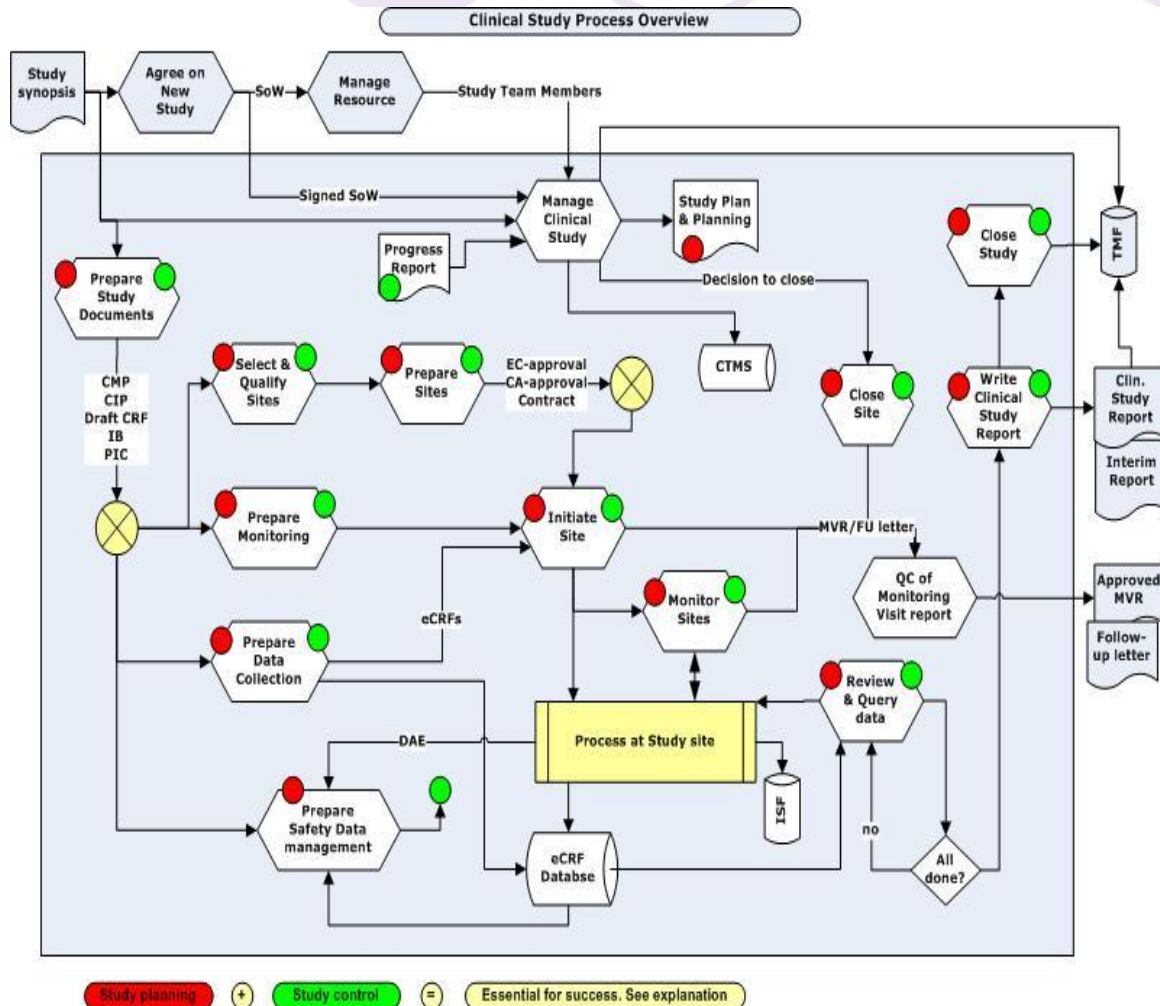 Clinical Study Process Overview
Study
synopsis
Agree on
New
Study
SoW
Manage
Resource
Study Team Members
Signed SoW
Manage
Clinical
Study
Study Plan
& Planning
Progress
Report
Close
Study
TMF
Prepare
Study
Documents
Decision to close
CMP
CIP
Draft CRF
IB
PIC
Select &
Qualify
Sites
Prepare
Sites
EC-approval
CA-approval
Contract
CTMS
Close
Site
Write
Clinical
Study
Report
Clin.
Study
Report
Interim
Report
Prepare
Monitoring
Initiate
Site
MVR/FU letter
QC of
Monitoring
Visit report
Approved
MVR
Follow-
up letter
Monitor
Sites
eCRFs
Prepare
Data
Collection
Review
& Query
data
Process at Study site
DAE
ISF
Prepare
Safety Data
management
eCRF
Databse
no
All
done?
Study planning
+
Study control
=
Essential for success. See explanation